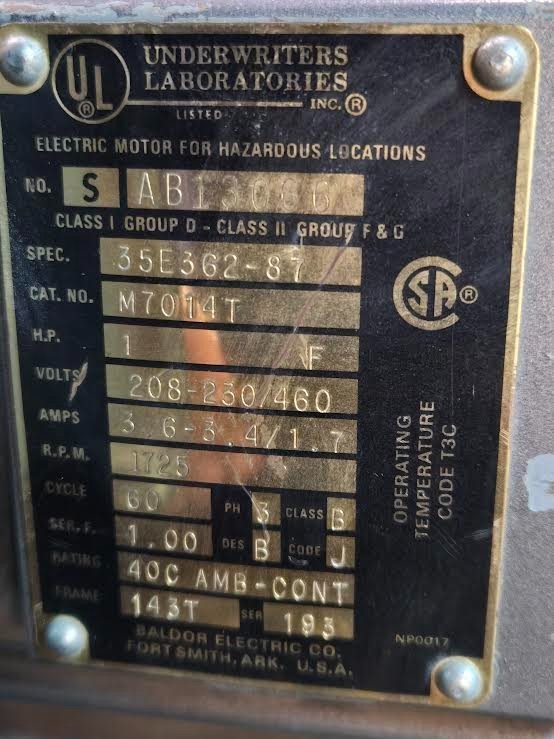 UL ®
UNDERWRITERS
LABORATORIES
INC. ®
LISTED
ELECTRIC MOTOR FOR HAZARDOUS LOCATIONS
NO. S AB13066
CLASS I GROUP D - CLASS II GROUP F & G
SPEC. 35E362-87
CAT. NO. M7014T
SA ®
H.P. 1 F
VOLTS 208-230/460
AMPS 3.6-3.4/1.7
R.P.M. 1725
CYCLE 60 PH 3 CLASS B
SER. F. 1.00 DES B CODE J
RATING 40C AMB-CONT
FRAME 143T SER 193
OPERATING
TEMPERATURE
CODE T3C
BALDOR ELECTRIC CO.
FORT SMITH, ARK. U.S.A.
NP0017